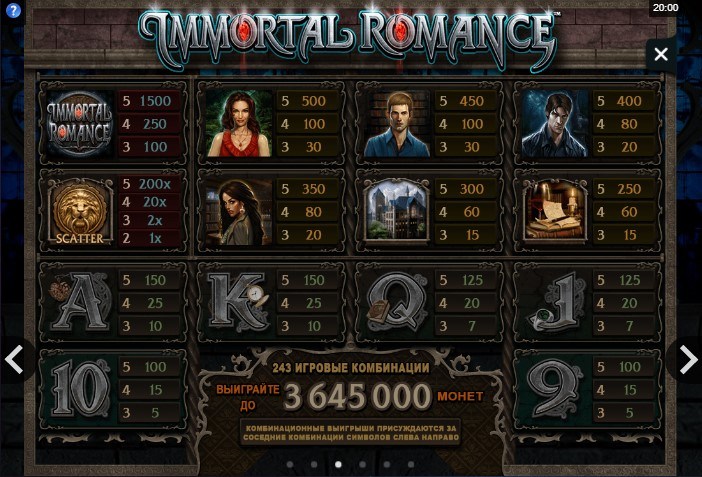 ?
20:00
IMMORTAL ROMANCE™
IMMORTAL
ROMANCE
5 1500
4 250
3 100
5 500
4 100
3 30
5 450
4 100
3 30
5 400
4 80
3 20
SCATTER
5 200x
4 20x
3 2x
2 1x
5 350
4 80
3 20
5 300
4 60
3 15
5 250
4 60
3 15
A
5 150
4 25
3 10
K
5 150
4 25
3 10
Q
5 125
4 20
3 7
J
5 125
4 20
3 7
10
5 100
4 15
3 5
243 ИГРОВЫЕ КОМБИНАЦИИ
ВЫИГРАЙТЕ
ДО
3 645 000
МОНЕТ
КОМБИНАЦИОННЫЕ ВЫИГРЫШИ ПРИСУЖДАЮТСЯ ЗА
СОСЕДНИЕ КОМБИНАЦИИ СИМВОЛОВ СЛЕВА НАПРАВО
9
5 100
4 15
3 5